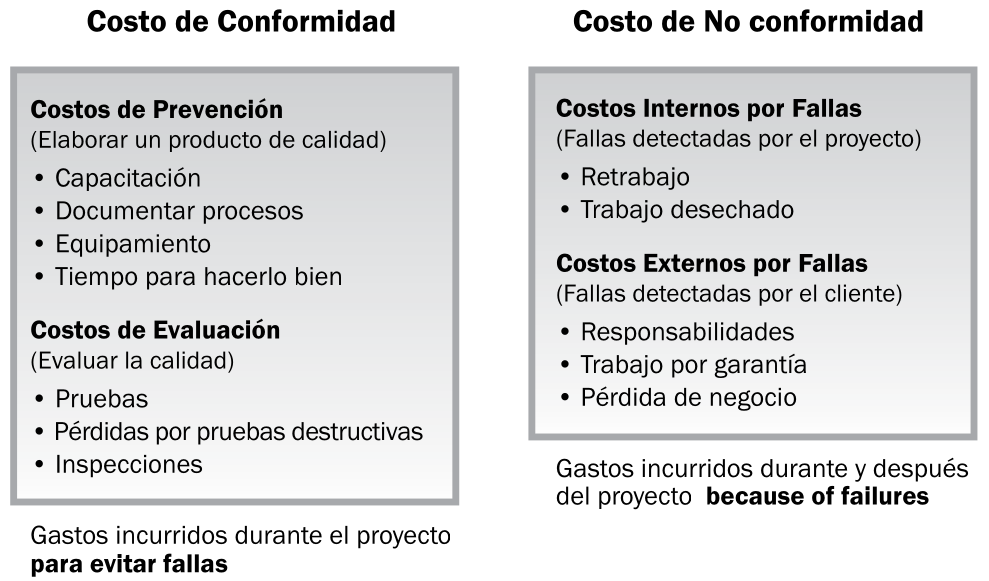 Costo de Conformidad
Costos de Prevención
(Elaborar un producto de calidad)
• Capacitación
• Documentar procesos
• Equipamiento
• Tiempo para hacerlo bien
Costos de Evaluación
(Evaluar la calidad)
• Pruebas
• Pérdidas por pruebas destructivas
• Inspecciones
Gastos incurridos durante el proyecto
para evitar fallas
Costo de No conformidad
Costos Internos por Fallas
(Fallas detectadas por el proyecto)
• Retrabajo
• Trabajo desechado
Costos Externos por Fallas
(Fallas detectadas por el cliente)
• Responsabilidades
• Trabajo por garantía
• Pérdida de negocio
Gastos incurridos durante y después
del proyecto because of failures